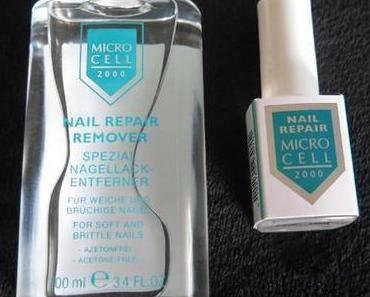 MICRO
CELL
2000
NAIL REPAIR
REMOVER
SPEZIAL
NAGELLACK-
ENTFERNER
FÜR WEICHE UND
BRÜCHIGE NÄGEL
FOR SOFT AND
BRITTLE NAILS
- ACETONFREI -
- ACETONE-FREE -
100 ml e 3.4 FL.OZ
NAIL
REPAIR
MICRO
CELL
2000